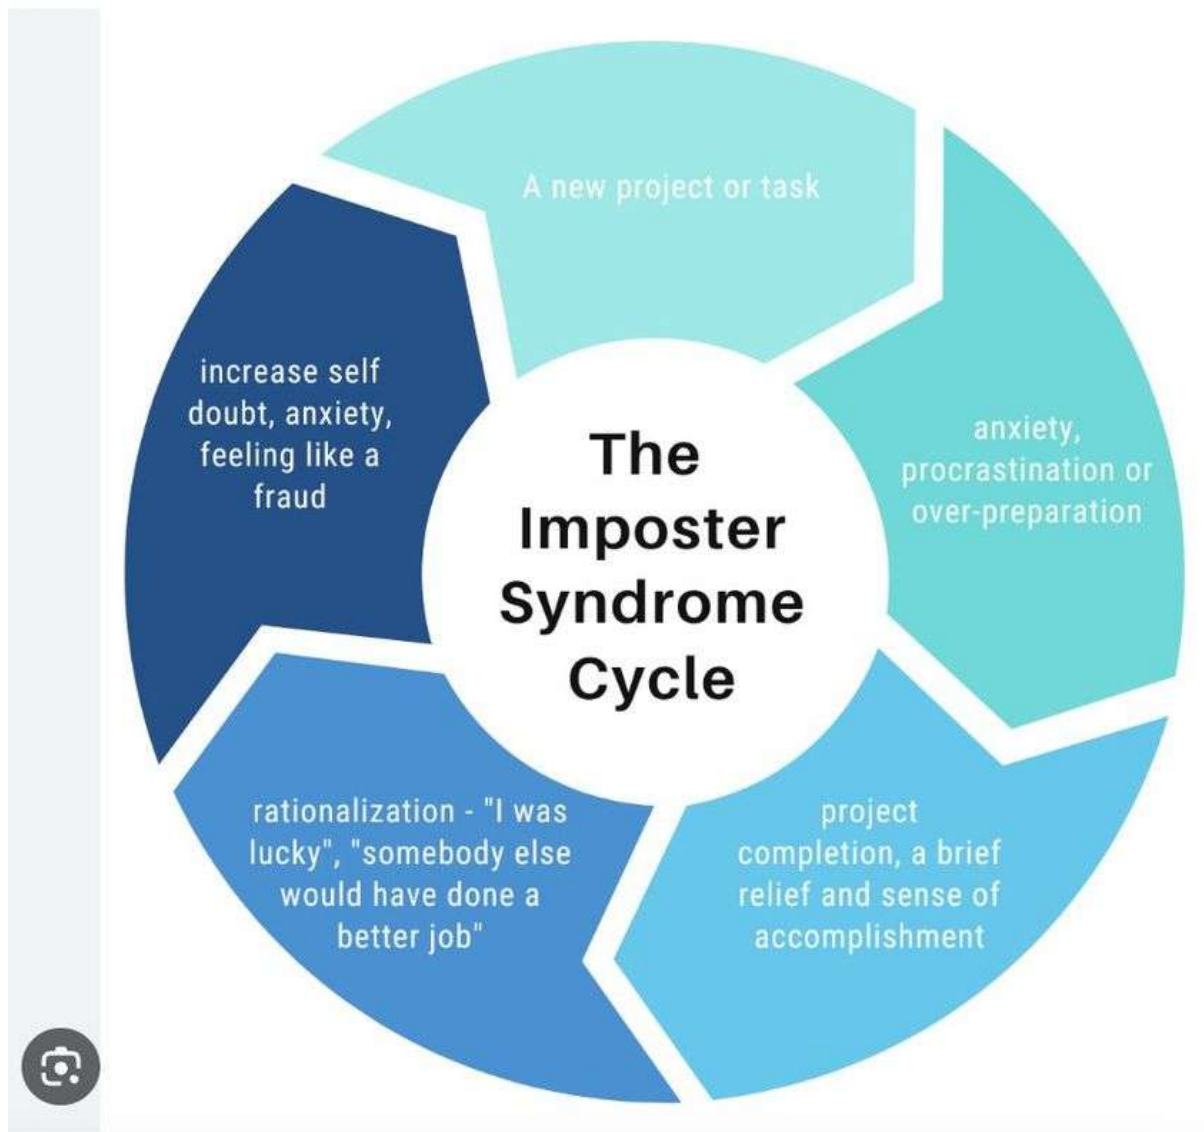 A new project or task
anxiety,
procrastination or
over-preparation
project
completion, a brief
relief and sense of
accomplishment
rationalization - "I was
lucky", "somebody else
would have done a
better job"
increase self
doubt, anxiety,
feeling like a
fraud
The
Imposter
Syndrome
Cycle